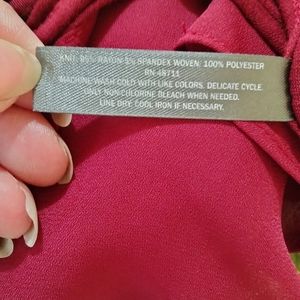 KNIT: 95% RAYON 5% SPANDEX WOVEN: 100% POLYESTER
RN 48711
MACHINE WASH COLD WITH LIKE COLORS. DELICATE CYCLE.
ONLY NON CHLORINE BLEACH WHEN NEEDED.
LINE DRY. COOL IRON IF NECESSARY.